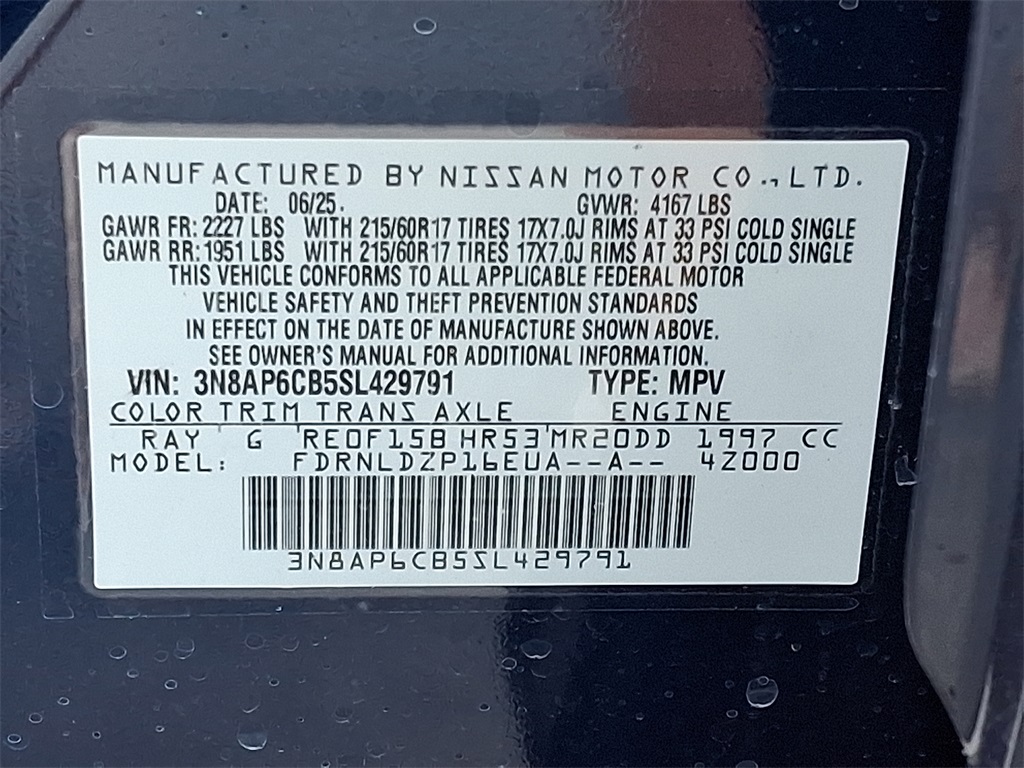 MANUFACTURED BY NISSAN MOTOR CO., LTD.
DATE: 06/25. GVWR: 4167 LBS
GAWR FR: 2227 LBS WITH 215/60R17 TIRES 17X7.0J RIMS AT 33 PSI COLD SINGLE
GAWR RR: 1951 LBS WITH 215/60R17 TIRES 17X7.0J RIMS AT 33 PSI COLD SINGLE
THIS VEHICLE CONFORMS TO ALL APPLICABLE FEDERAL MOTOR
VEHICLE SAFETY AND THEFT PREVENTION STANDARDS
IN EFFECT ON THE DATE OF MANUFACTURE SHOWN ABOVE.
SEE OWNER'S MANUAL FOR ADDITIONAL INFORMATION.
VIN: 3N8AP6CB5SL429791 TYPE: MPV
COLOR TRIM TRANS AXLE ENGINE
RAY G RE0F15B HR53 MR20DD 1997 CC
MODEL: FDRNLDZP16EUA--A-- 42000
3N8AP6CB5SL429791